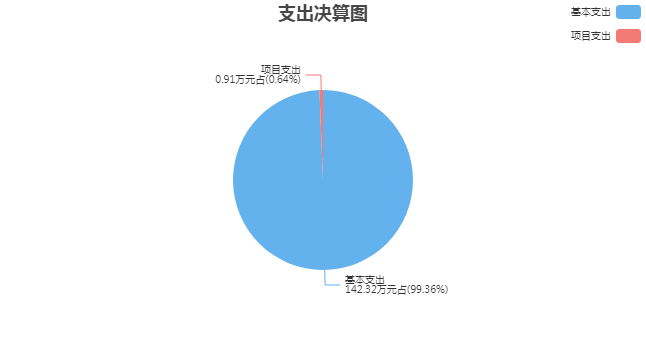 支出决算图
基本支出
项目支出
项目支出
0.91万元占(0.64%)
基本支出
142.32万元占(99.36%)